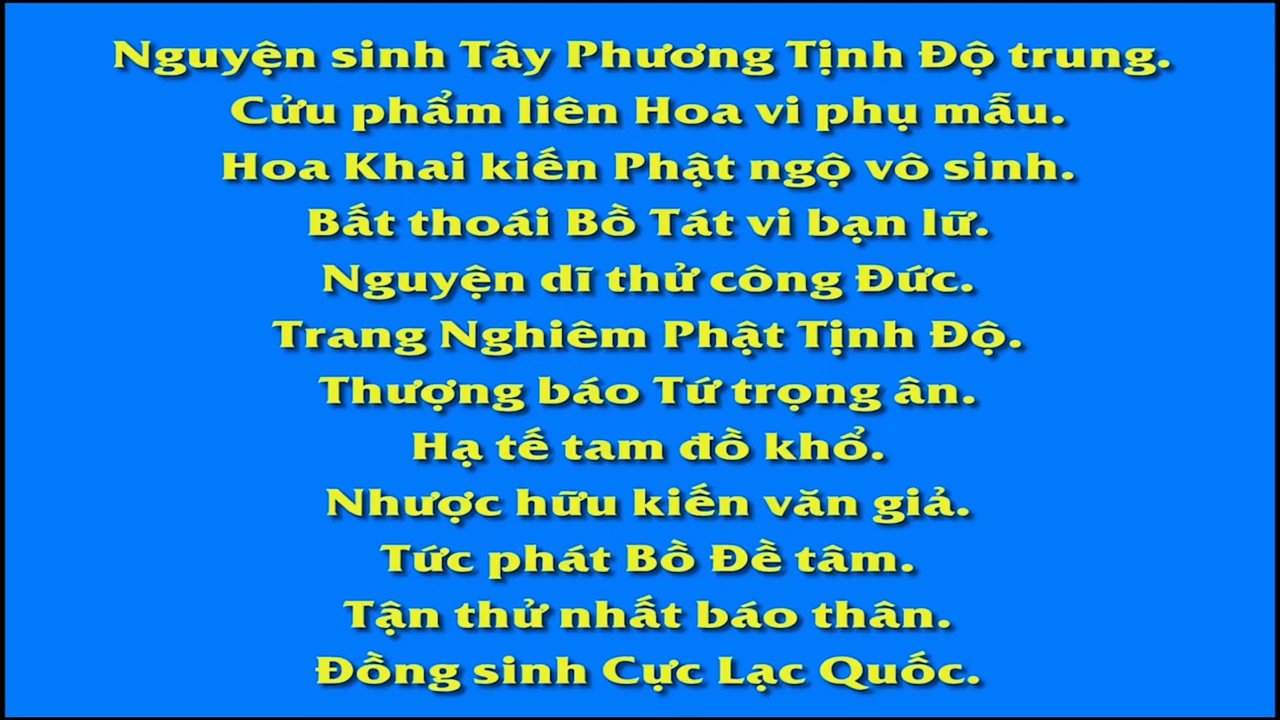 Nguyện sinh Tây Phương Tịnh Độ trung.
Cửu phẩm liên Hoa vi phụ mẫu.
Hoa Khai kiến Phật ngộ vô sinh.
Bất thoái Bồ Tát vi bạn lữ.
Nguyện dĩ thử công Đức.
Trang Nghiêm Phật Tịnh Độ.
Thượng báo Tứ trọng ân.
Hạ tế tam đồ khổ.
Nhược hữu kiến văn giả.
Tức phát Bồ Đề tâm.
Tận thử nhất báo thân.
Đồng sinh Cực Lạc Quốc.